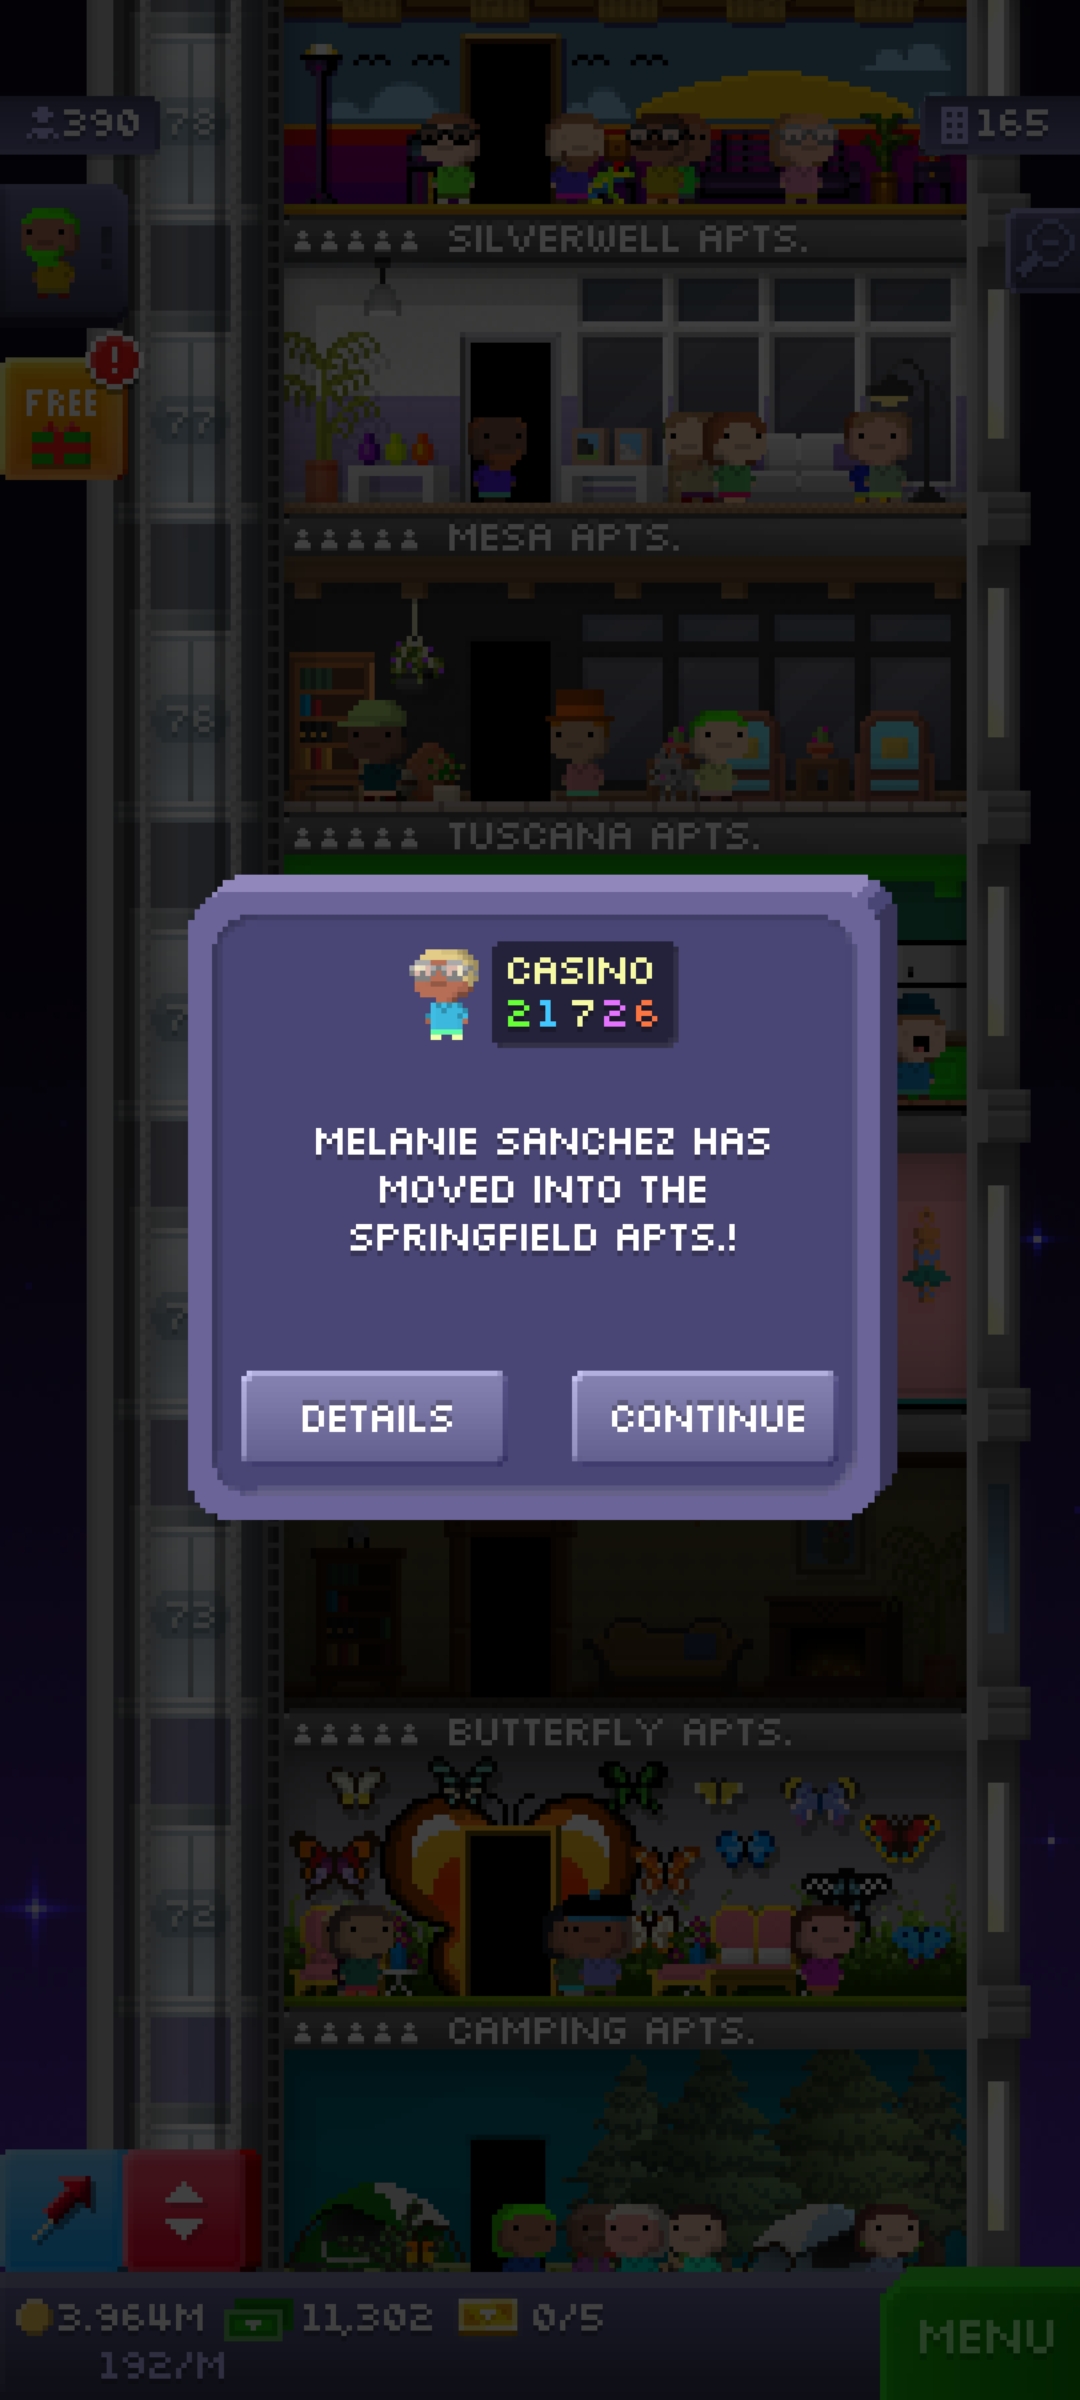 390
78
165
SILVERWELL APTS.
FREE
!
77
MESA APTS.
76
TUSCANA APTS.
CASINO
21726
MELANIE SANCHEZ HAS
MOVED INTO THE
SPRINGFIELD APTS.!
DETAILS
CONTINUE
73
BUTTERFLY APTS.
72
CAMPING APTS.
3.964M
11,302
0/5
192/M
MENU